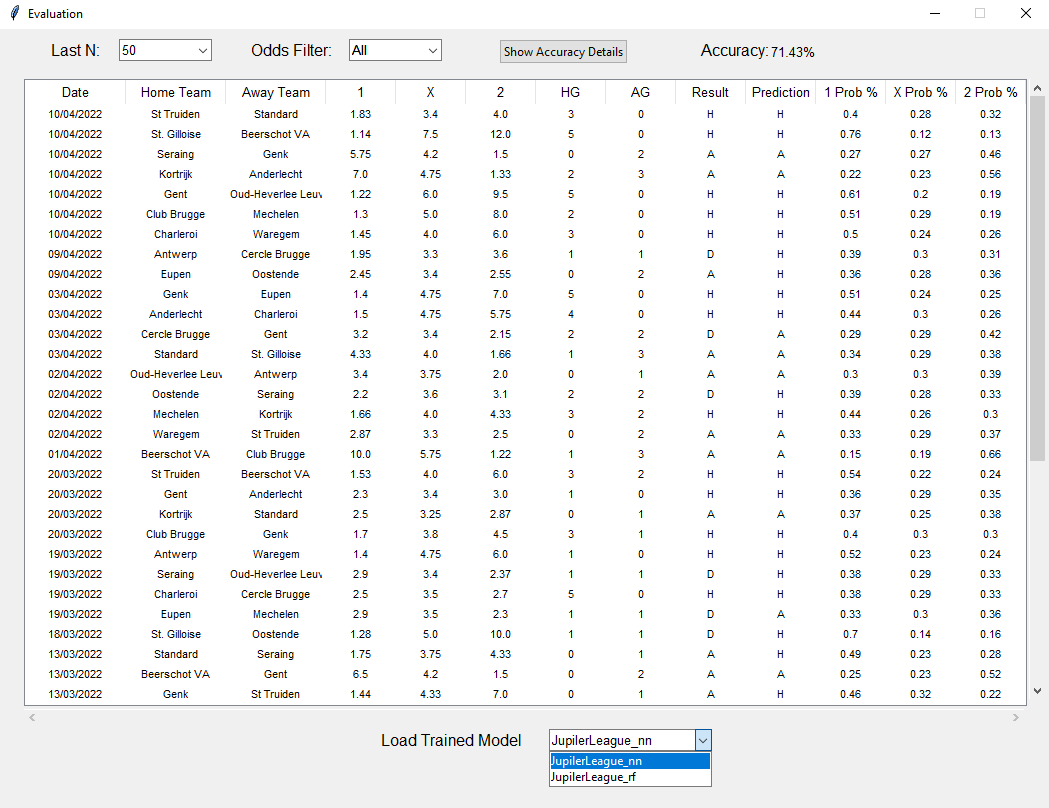 Evaluation
Last N: 50 Odds Filter: All Show Accuracy Details Accuracy: 71.43%
Date Home Team Away Team 1 X 2 HG AG Result Prediction 1 Prob % X Prob % 2 Prob %
10/04/2022 St Truiden Standard 1.83 3.4 4.0 3 0 H H 0.4 0.28 0.32
10/04/2022 St. Gilloise Beerschot VA 1.14 7.5 12.0 5 0 H H 0.76 0.12 0.13
10/04/2022 Seraing Genk 5.75 4.2 1.5 0 2 A A 0.27 0.27 0.46
10/04/2022 Kortrijk Anderlecht 7.0 4.75 1.33 2 3 A A 0.22 0.23 0.56
10/04/2022 Gent Oud-Heverlee Leuv 1.22 6.0 9.5 5 0 H H 0.61 0.2 0.19
10/04/2022 Club Brugge Mechelen 1.3 5.0 8.0 2 0 H H 0.51 0.29 0.19
10/04/2022 Charleroi Waregem 1.45 4.0 6.0 3 0 H H 0.5 0.24 0.26
09/04/2022 Antwerp Cercle Brugge 1.95 3.3 3.6 1 1 D H 0.39 0.3 0.31
09/04/2022 Eupen Oostende 2.45 3.4 2.55 0 2 A H 0.36 0.28 0.36
03/04/2022 Genk Eupen 1.4 4.75 7.0 5 0 H H 0.51 0.24 0.25
03/04/2022 Anderlecht Charleroi 1.5 4.75 5.75 4 0 H H 0.44 0.3 0.26
03/04/2022 Cercle Brugge Gent 3.2 3.4 2.15 2 2 D A 0.29 0.29 0.42
03/04/2022 Standard St. Gilloise 4.33 4.0 1.66 1 3 A A 0.34 0.29 0.38
02/04/2022 Oud-Heverlee Leuv Antwerp 3.4 3.75 2.0 0 1 A A 0.3 0.3 0.39
02/04/2022 Oostende Seraing 2.2 3.6 3.1 2 2 D H 0.39 0.28 0.33
02/04/2022 Mechelen Kortrijk 1.66 4.0 4.33 3 2 H H 0.44 0.26 0.3
02/04/2022 Waregem St Truiden 2.87 3.3 2.5 0 2 A A 0.33 0.29 0.37
01/04/2022 Beerschot VA Club Brugge 10.0 5.75 1.22 1 3 A A 0.15 0.19 0.66
20/03/2022 St Truiden Beerschot VA 1.53 4.0 6.0 3 2 H H 0.54 0.22 0.24
20/03/2022 Gent Anderlecht 2.3 3.4 3.0 1 0 H H 0.36 0.29 0.35
20/03/2022 Kortrijk Standard 2.5 3.25 2.87 0 1 A A 0.37 0.25 0.38
20/03/2022 Club Brugge Genk 1.7 3.8 4.5 3 1 H H 0.4 0.3 0.3
19/03/2022 Antwerp Waregem 1.4 4.75 6.0 1 0 H H 0.52 0.23 0.24
19/03/2022 Seraing Oud-Heverlee Leuv 2.9 3.4 2.37 1 1 D H 0.38 0.29 0.33
19/03/2022 Charleroi Cercle Brugge 2.5 3.5 2.7 5 0 H H 0.38 0.29 0.33
19/03/2022 Eupen Mechelen 2.9 3.5 2.3 1 1 D A 0.33 0.3 0.36
18/03/2022 St. Gilloise Oostende 1.28 5.0 10.0 1 1 D H 0.7 0.14 0.16
13/03/2022 Standard Seraing 1.75 3.75 4.33 0 1 A H 0.49 0.23 0.28
13/03/2022 Beerschot VA Gent 6.5 4.2 1.5 0 2 A A 0.25 0.23 0.52
13/03/2022 Genk St Truiden 1.44 4.33 7.0 0 1 A H 0.46 0.32 0.22
Load Trained Model JupilerLeague_nn
JupilerLeague_nn
JupilerLeague_rf